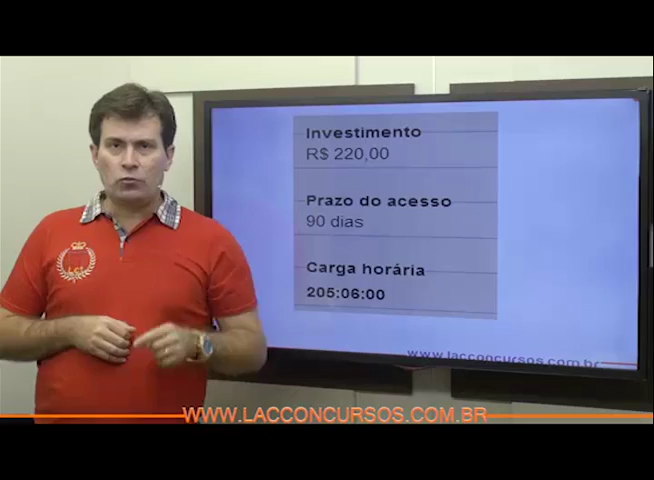 Investimento
R$ 220,00
Prazo do acesso
90 dias
Carga horária
205:06:00
www.lacconcursos.com.br
WWW.LACCONCURSOS.COM.BR